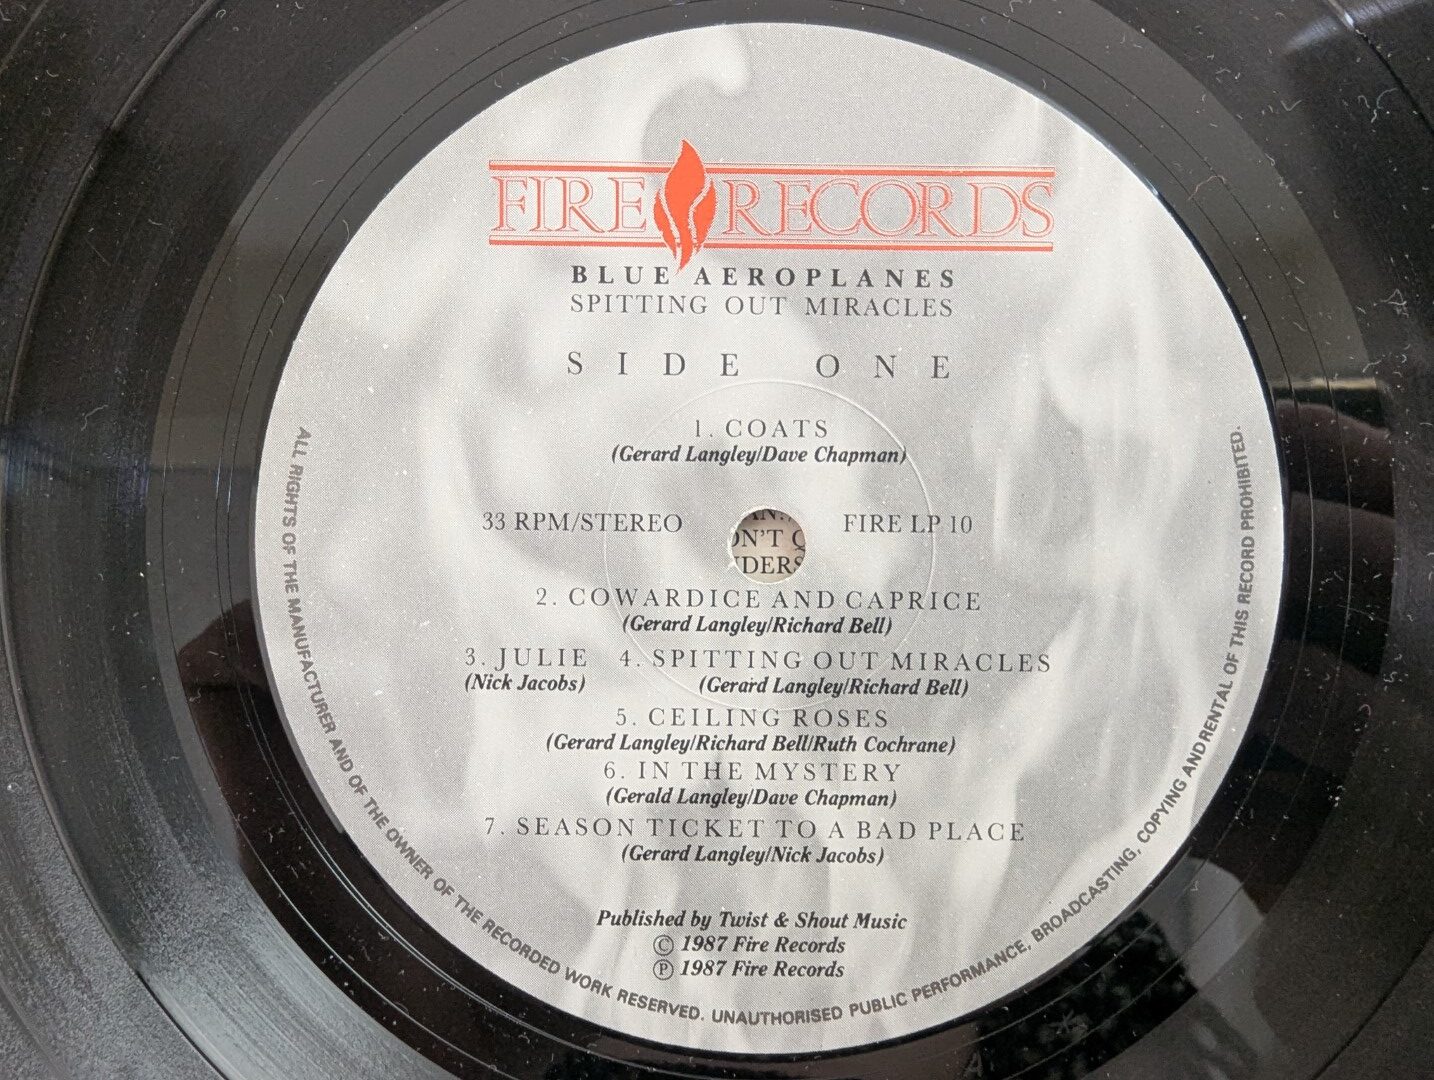 FIRE RECORDS
BLUE AEROPLANES
SPITTING OUT MIRACLES
SIDE ONE
1. COATS
(Gerard Langley/Dave Chapman)
33 RPM/STEREO
FIRE LP 10
ON'T
2. COWARDICE AND CAPRICE
(Gerard Langley/Richard Bell)
3. JULIE 4. SPITTING OUT MIRACLES
(Nick Jacobs) (Gerard Langley/Richard Bell)
5. CEILING ROSES
(Gerard Langley/Richard Bell/Ruth Cochrane)
6. IN THE MYSTERY
(Gerald Langley/Dave Chapman)
7. SEASON TICKET TO A BAD PLACE
(Gerard Langley/Nick Jacobs)
Published by Twist & Shout Music
© 1987 Fire Records
℗ 1987 Fire Records
ALL RIGHTS OF THE MANUFACTURER AND OF THE OWNER OF THE RECORDED WORK RESERVED. UNAUTHORISED PUBLIC PERFORMANCE, BROADCASTING, COPYING AND RENTAL OF THIS RECORD PROHIBITED.